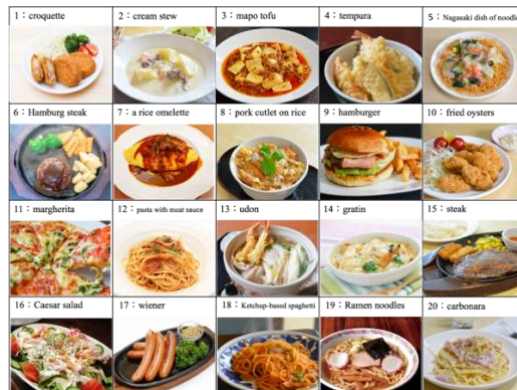 1：croquette
2：cream stew
3：mapo tofu
4：tempura
5：Nagasaki dish of noodle
6：Hamburg steak
7：a rice omelette
8：pork cutlet on rice
9：hamburger
10：fried oysters
11：margherita
12：pasta with meat sauce
13：udon
14：gratin
15：steak
16：Caesar salad
17：wiener
18：Ketchup-based spaghetti
19：Ramen noodles
20：carbonara